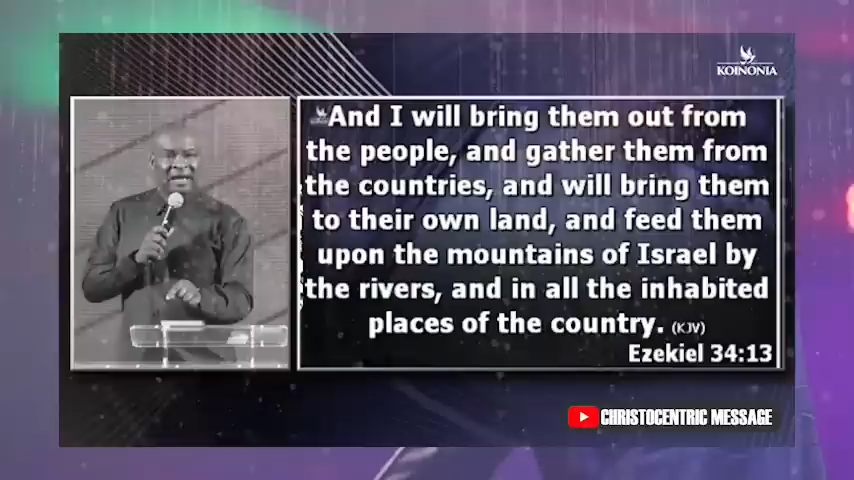 KOINONIA
And I will bring them out from
the people, and gather them from
the countries, and will bring them
to their own land, and feed them
upon the mountains of Israel by
the rivers, and in all the inhabited
places of the country. (KJV)
Ezekiel 34:13
CHRISTOCENTRIC MESSAGE